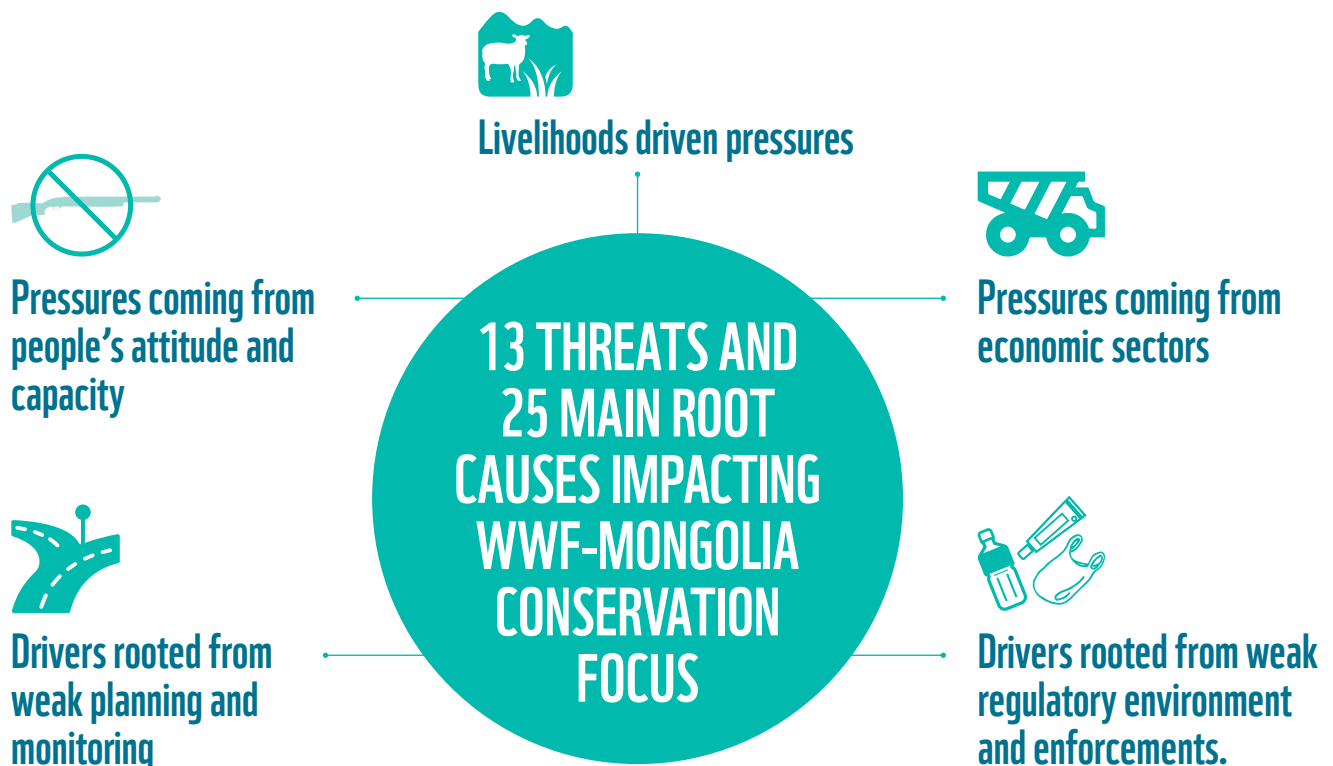 Livelihoods driven pressures
Pressures coming from
people’s attitude and
capacity
Pressures coming from
economic sectors
13 THREATS AND
25 MAIN ROOT
CAUSES IMPACTING
WWF-MONGOLIA
CONSERVATION
FOCUS
Drivers rooted from
weak planning and
monitoring
Drivers rooted from weak
regulatory environment
and enforcements.